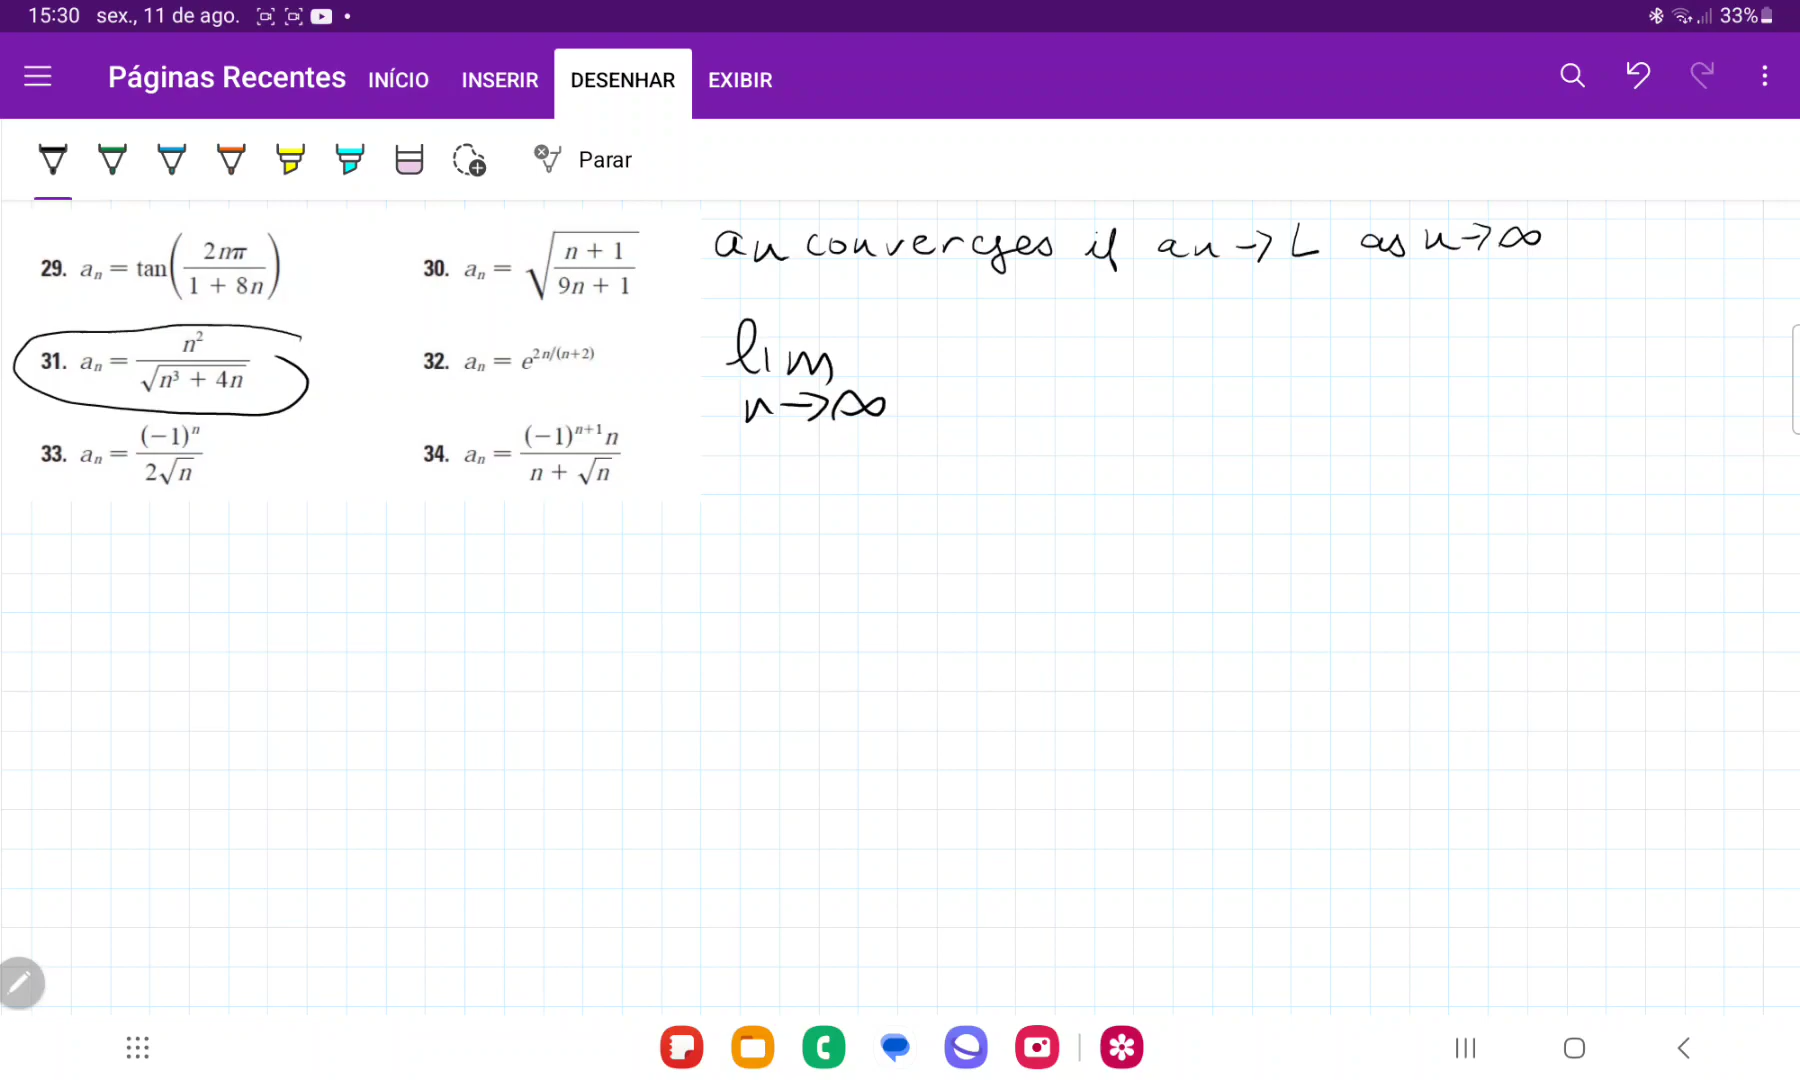 15:30 sex., 11 de ago. 33%
Páginas Recentes INÍCIO INSERIR DESENHAR EXIBIR
Parar
29. aₙ = tan(2nπ / (1 + 8n))
30. aₙ = √((n + 1) / (9n + 1))
31. aₙ = n² / √(n³ + 4n)
32. aₙ = e^(2n/(n+2))
33. aₙ = (−1)ⁿ / (2√n)
34. aₙ = (−1)ⁿ⁺¹n / (n + √n)
an converges if an → L as n → ∞
lim
n → ∞